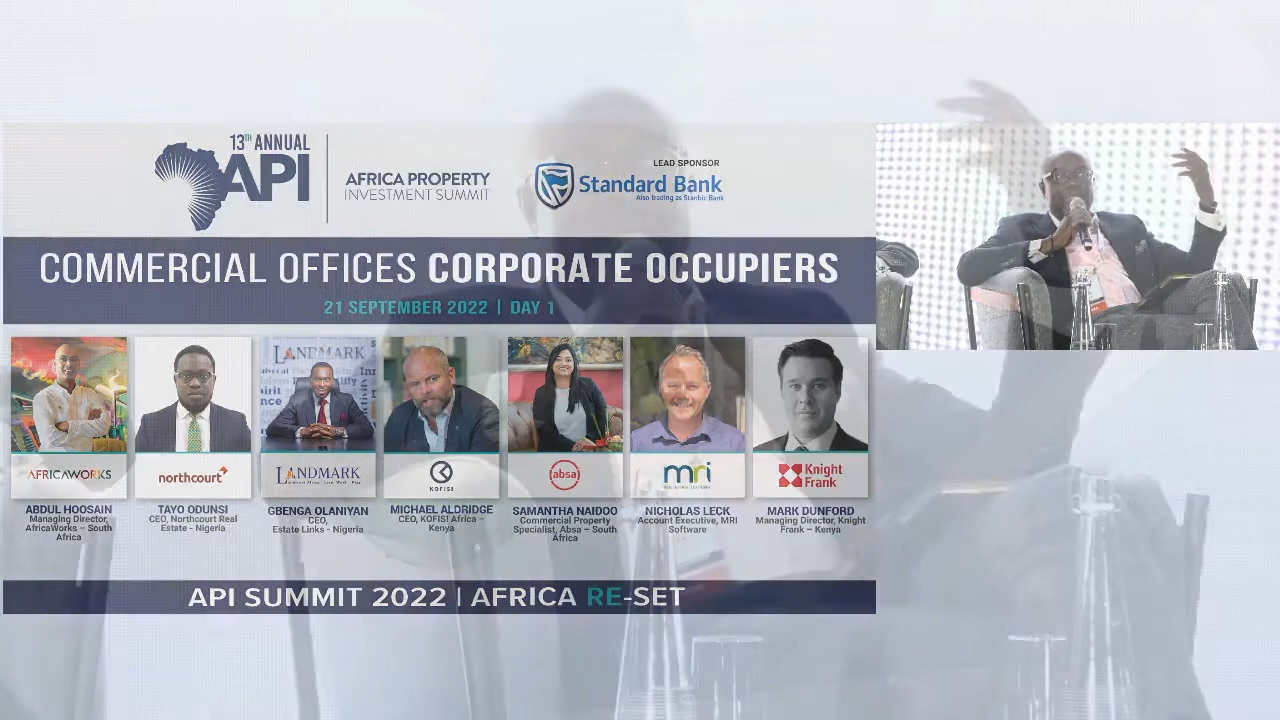 13TH ANNUAL
API
AFRICA PROPERTY
INVESTMENT SUMMIT
LEAD SPONSOR
Standard Bank
Also trading as Stanbic Bank
COMMERCIAL OFFICES CORPORATE OCCUPIERS
21 SEPTEMBER 2022 | DAY 1
LANDMARK
AFRICAWORKS
northcourt
LANDMARK
KOFISI
absa
mri
Knight
Frank
ABDUL HOOSAIN
Managing Director,
AfricaWorks – South
Africa
TAYO ODUNSI
CEO, Northcourt Real
Estate - Nigeria
GBENGA OLANIYAN
CEO,
Estate Links - Nigeria
MICHAEL ALDRIDGE
CEO, KOFISI Africa –
Kenya
SAMANTHA NAIDOO
Commercial Property
Specialist, Absa – South
Africa
NICHOLAS LECK
Account Executive, MRI
Software
MARK DUNFORD
Managing Director, Knight
Frank – Kenya
API SUMMIT 2022 | AFRICA RE-SET